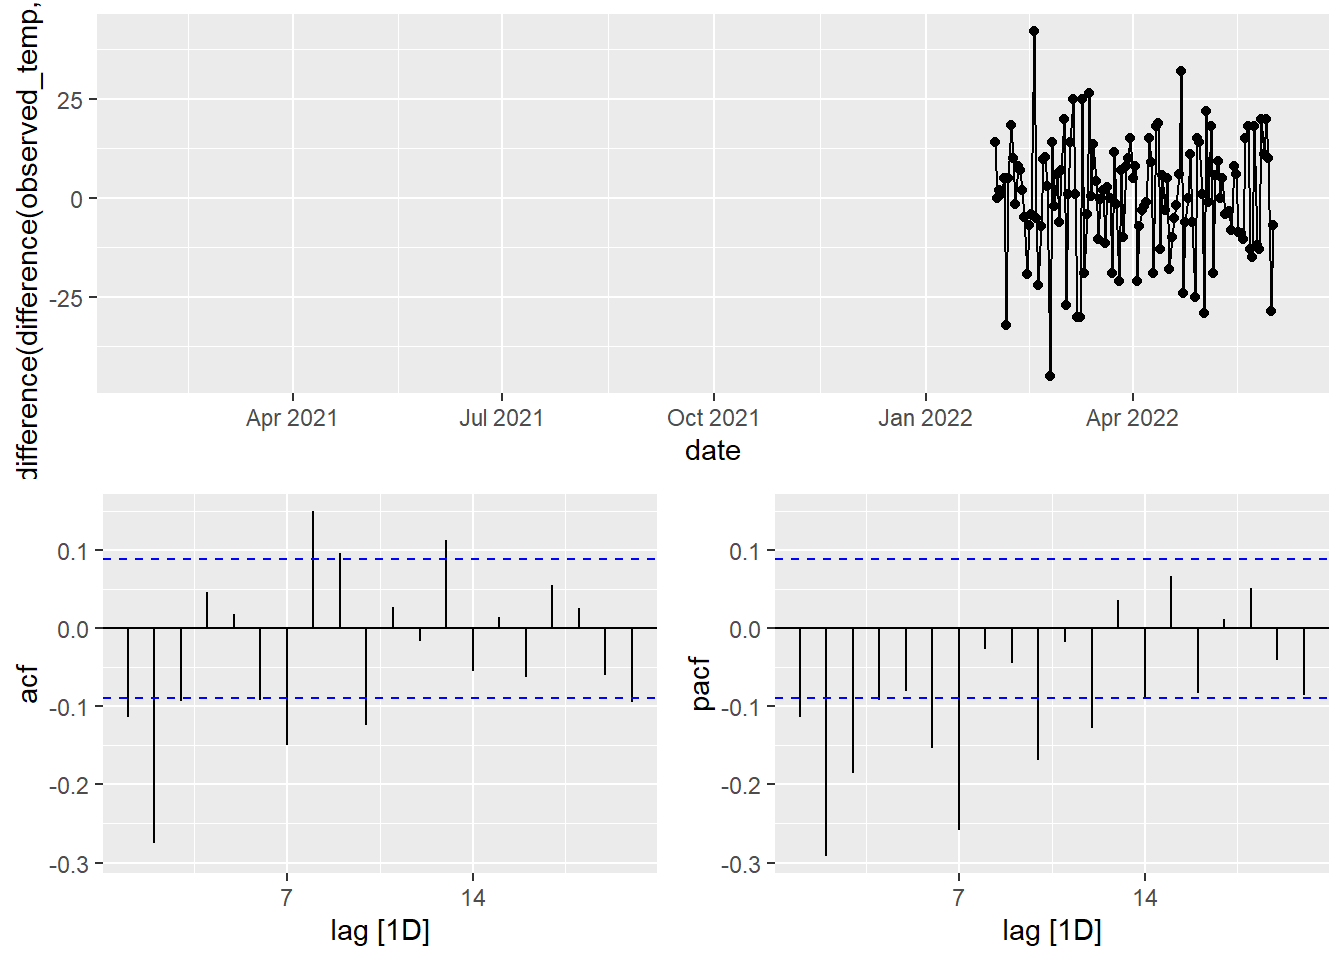 difference(difference(observed_temp,
25
0
-25
Apr 2021 Jul 2021 Oct 2021 Jan 2022 Apr 2022
date
acf
0.1
0.0
-0.1
-0.2
-0.3
7 14
lag [1D]
pacf
0.1
0.0
-0.1
-0.2
-0.3
7 14
lag [1D]